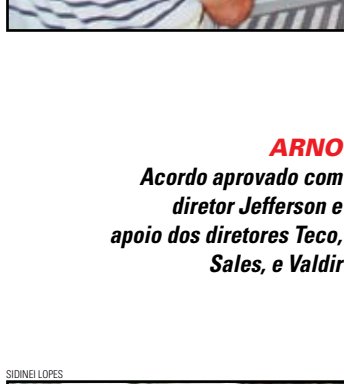 ARNO
Acordo aprovado com
diretor Jefferson e
apoio dos diretores Teco,
Sales, e Valdir
SIDINEI LOPES